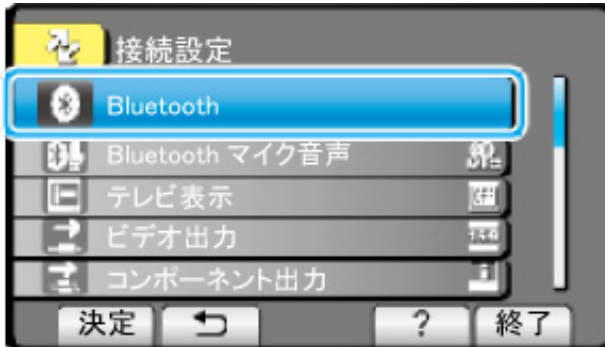 接続設定
Bluetooth
Bluetooth マイク音声
テレビ表示
ビデオ出力
コンポーネント出力
決定 ? 終了